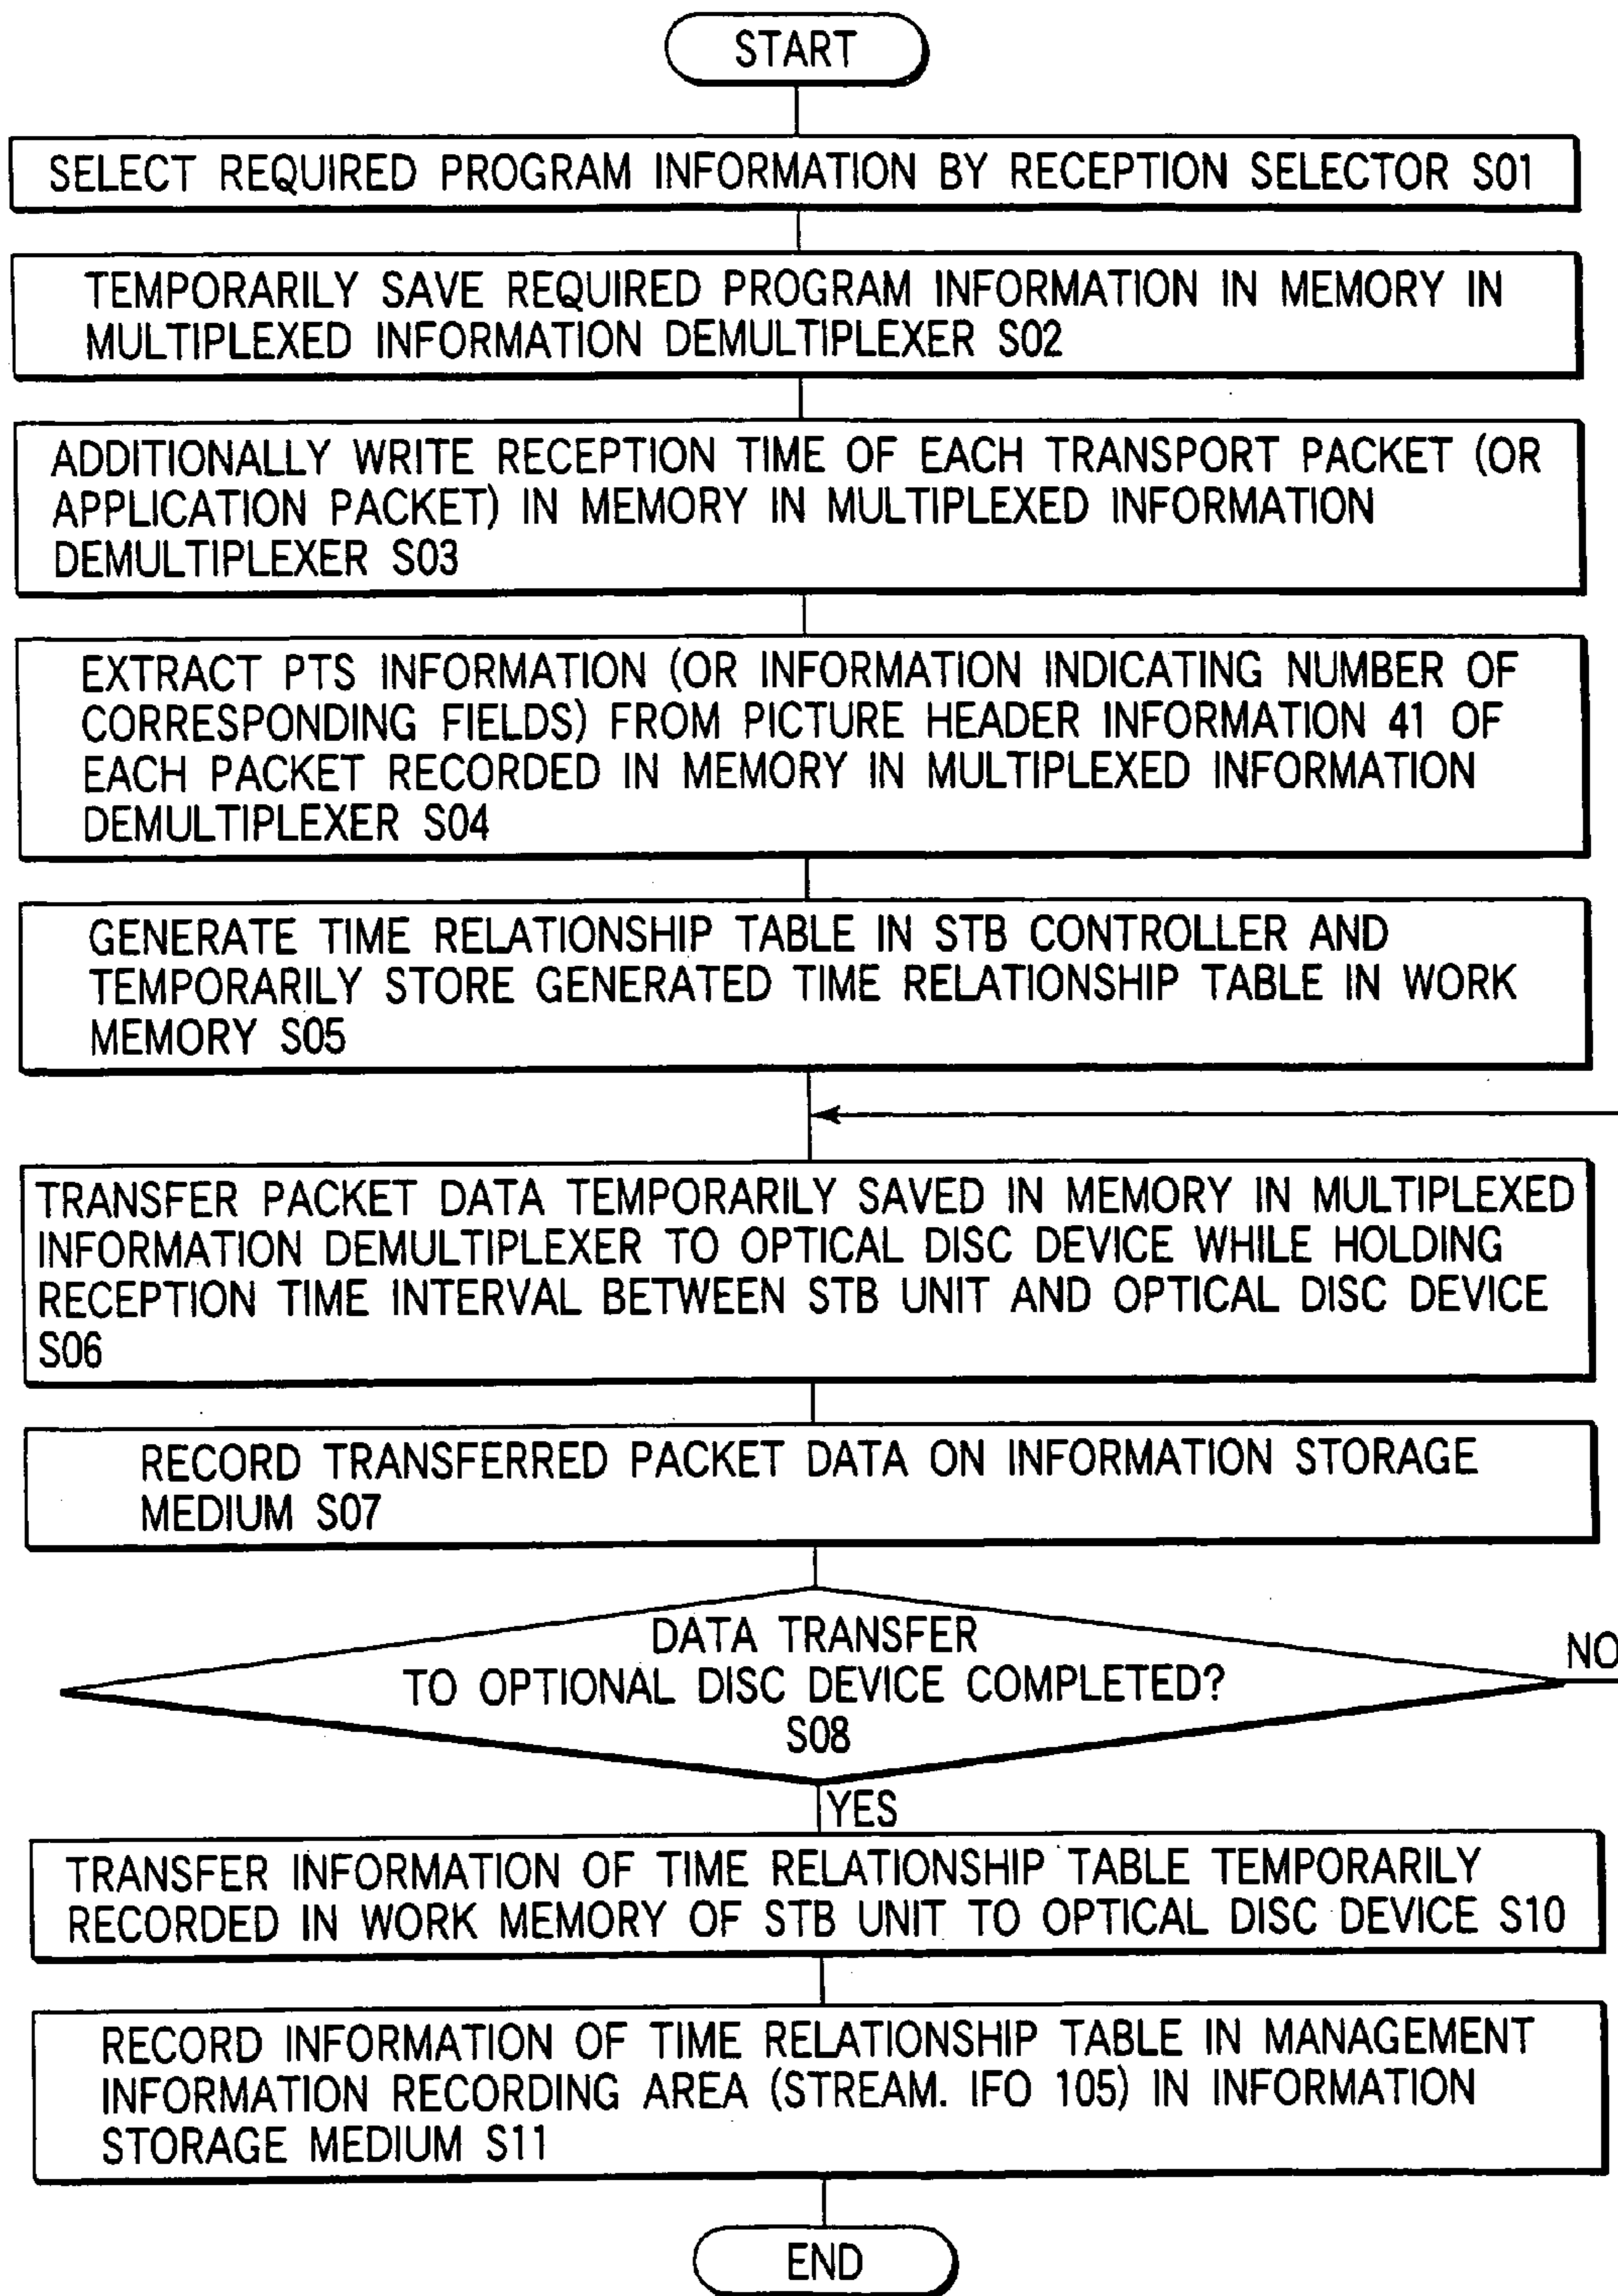 START
SELECT REQUIRED PROGRAM INFORMATION BY RECEPTION SELECTOR S01
TEMPORARILY SAVE REQUIRED PROGRAM INFORMATION IN MEMORY IN
MULTIPLEXED INFORMATION DEMULTIPLEXER S02
ADDITIONALLY WRITE RECEPTION TIME OF EACH TRANSPORT PACKET (OR
APPLICATION PACKET) IN MEMORY IN MULTIPLEXED INFORMATION
DEMULTIPLEXER S03
EXTRACT PTS INFORMATION (OR INFORMATION INDICATING NUMBER OF
CORRESPONDING FIELDS) FROM PICTURE HEADER INFORMATION 41 OF
EACH PACKET RECORDED IN MEMORY IN MULTIPLEXED INFORMATION
DEMULTIPLEXER S04
GENERATE TIME RELATIONSHIP TABLE IN STB CONTROLLER AND
TEMPORARILY STORE GENERATED TIME RELATIONSHIP TABLE IN WORK
MEMORY S05
TRANSFER PACKET DATA TEMPORARILY SAVED IN MEMORY IN MULTIPLEXED
INFORMATION DEMULTIPLEXER TO OPTICAL DISC DEVICE WHILE HOLDING
RECEPTION TIME INTERVAL BETWEEN STB UNIT AND OPTICAL DISC DEVICE
S06
RECORD TRANSFERRED PACKET DATA ON INFORMATION STORAGE
MEDIUM S07
DATA TRANSFER
TO OPTIONAL DISC DEVICE COMPLETED?
S08
NO
YES
TRANSFER INFORMATION OF TIME RELATIONSHIP TABLE TEMPORARILY
RECORDED IN WORK MEMORY OF STB UNIT TO OPTICAL DISC DEVICE S10
RECORD INFORMATION OF TIME RELATIONSHIP TABLE IN MANAGEMENT
INFORMATION RECORDING AREA (STREAM. IFO 105) IN INFORMATION
STORAGE MEDIUM S11
END